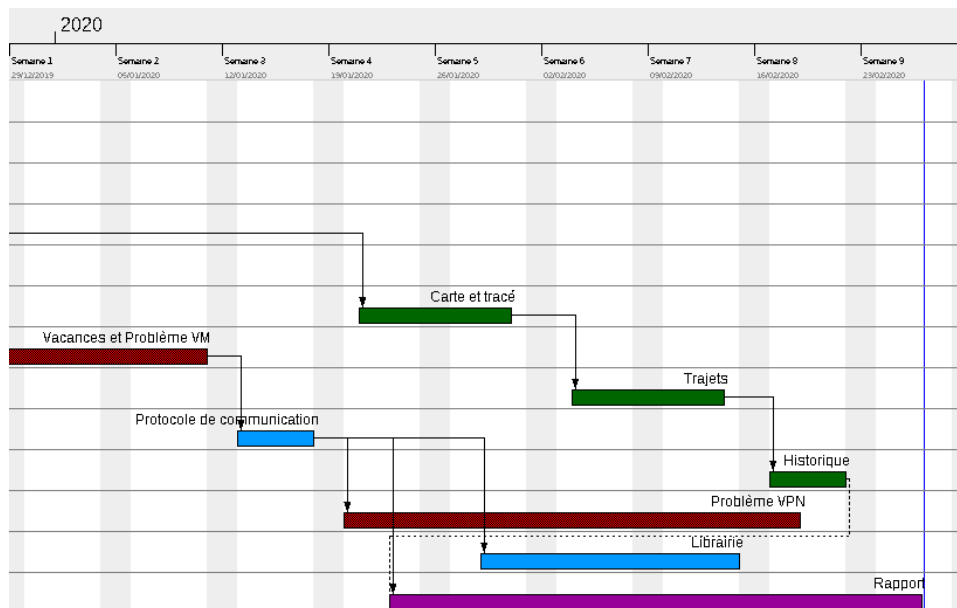 2020
Semaine 1 Semaine 2 Semaine 3 Semaine 4 Semaine 5 Semaine 6 Semaine 7 Semaine 8 Semaine 9
29/12/2019 05/01/2020 12/01/2020 19/01/2020 26/01/2020 02/02/2020 09/02/2020 16/02/2020 23/02/2020
Carte et tracé
Vacances et Problème VM
Trajets
Protocole de communication
Historique
Problème VPN
Librairie
Rapport